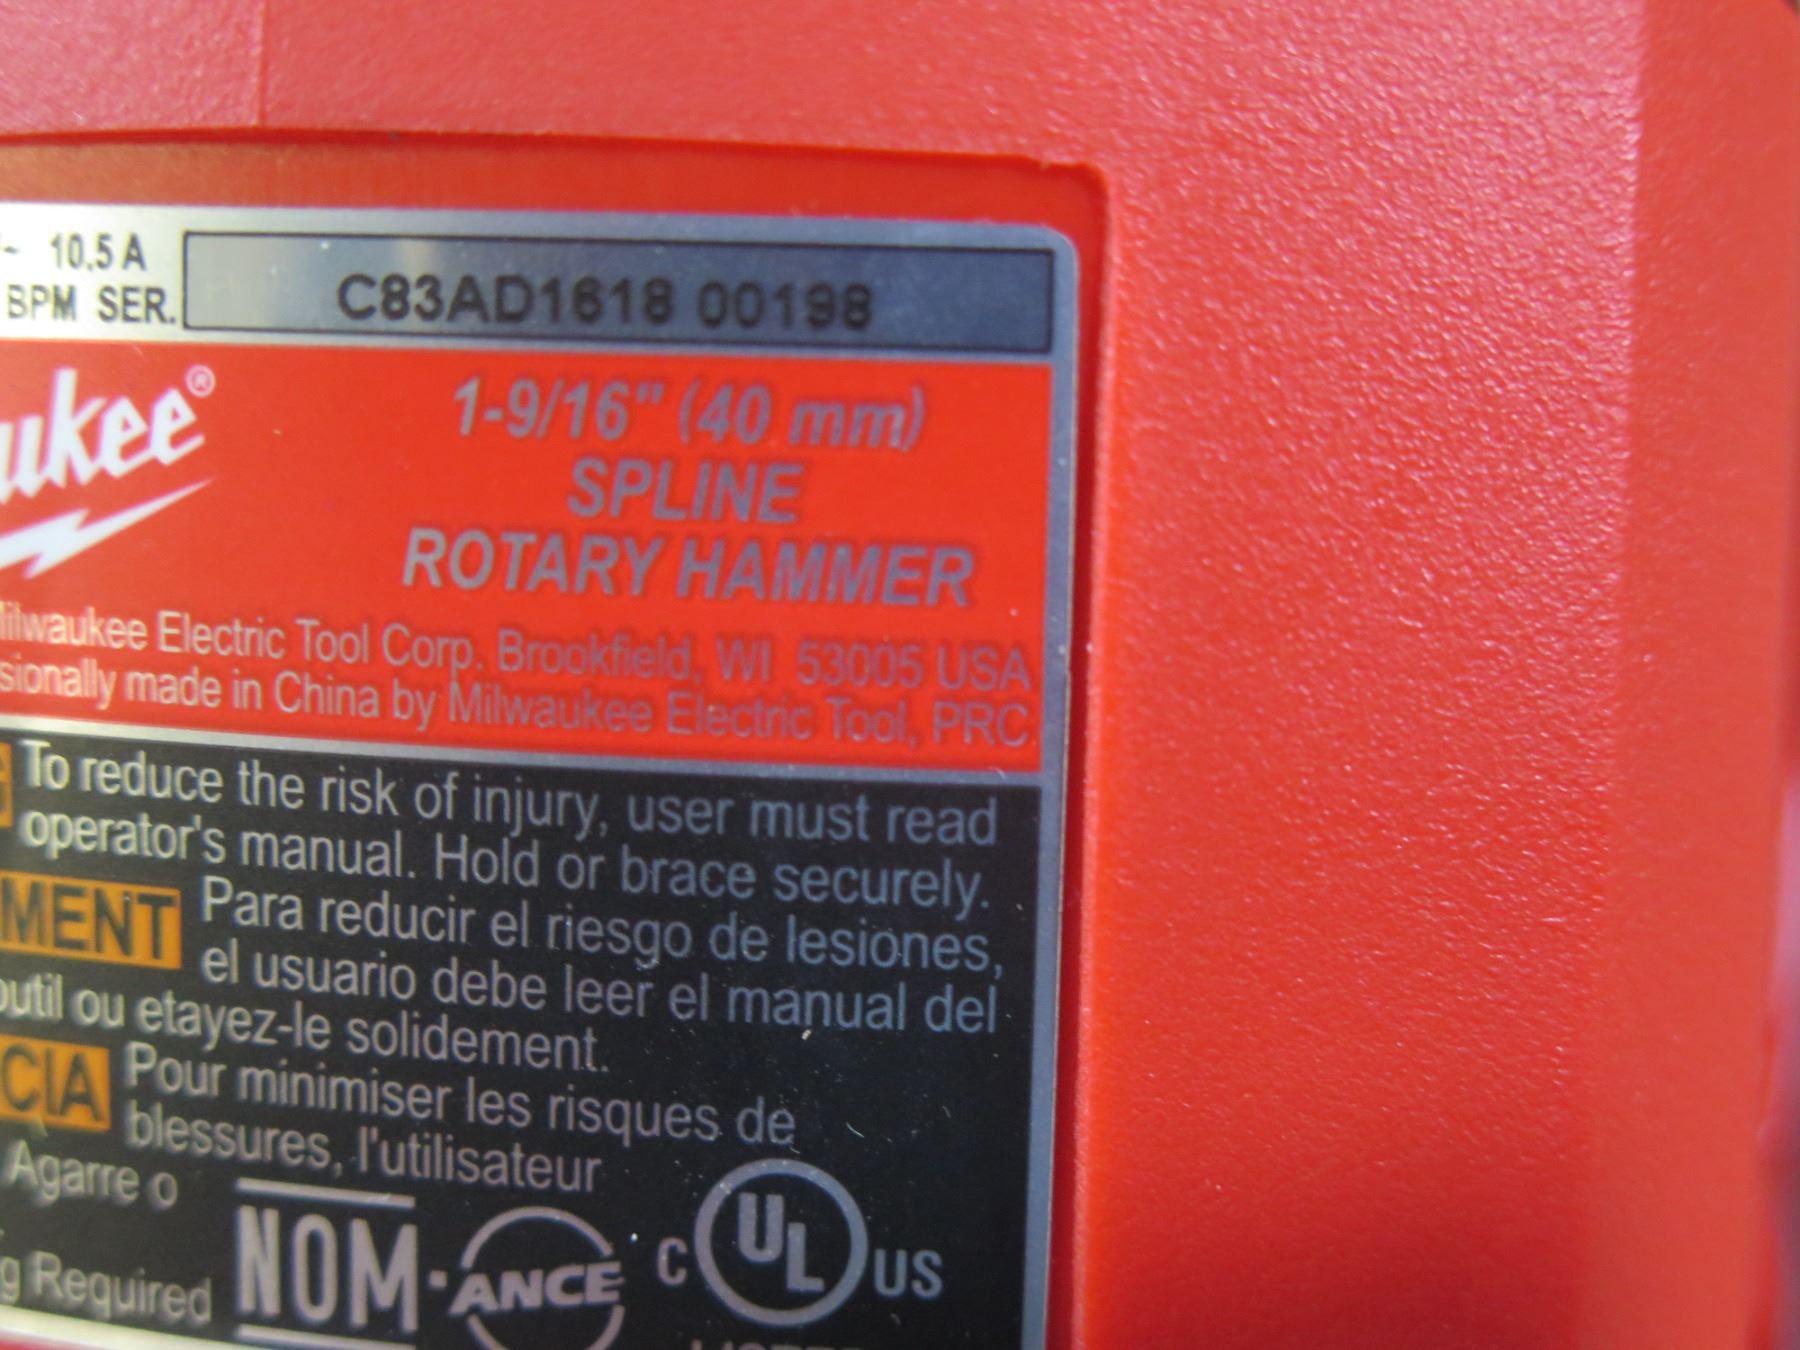 ~ 10.5 A
BPM SER. C83AD1618 00198
ukee®
1-9/16" (40 mm)
SPLINE
ROTARY HAMMER
Milwaukee Electric Tool Corp. Brookfield, WI 53005 USA
sionally made in China by Milwaukee Electric Tool, PRC
To reduce the risk of injury, user must read
operator's manual. Hold or brace securely.
MENT Para reducir el riesgo de lesiones,
el usuario debe leer el manual del
outil ou etayez-le solidement.
CIA Pour minimiser les risques de
blessures, l'utilisateur
Agarre o
g Required
NOM·ANCE C UL US